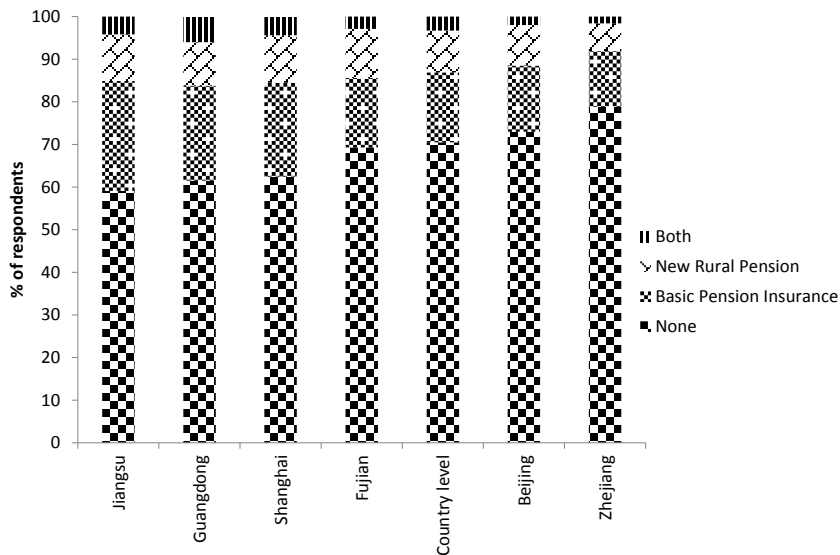 100
90
80
70
60
50
40
30
20
10
0
% of respondents
Jiangsu
Guangdong
Shanghai
Fujian
Country level
Beijing
Zhejiang
Both
New Rural Pension
Basic Pension Insurance
None